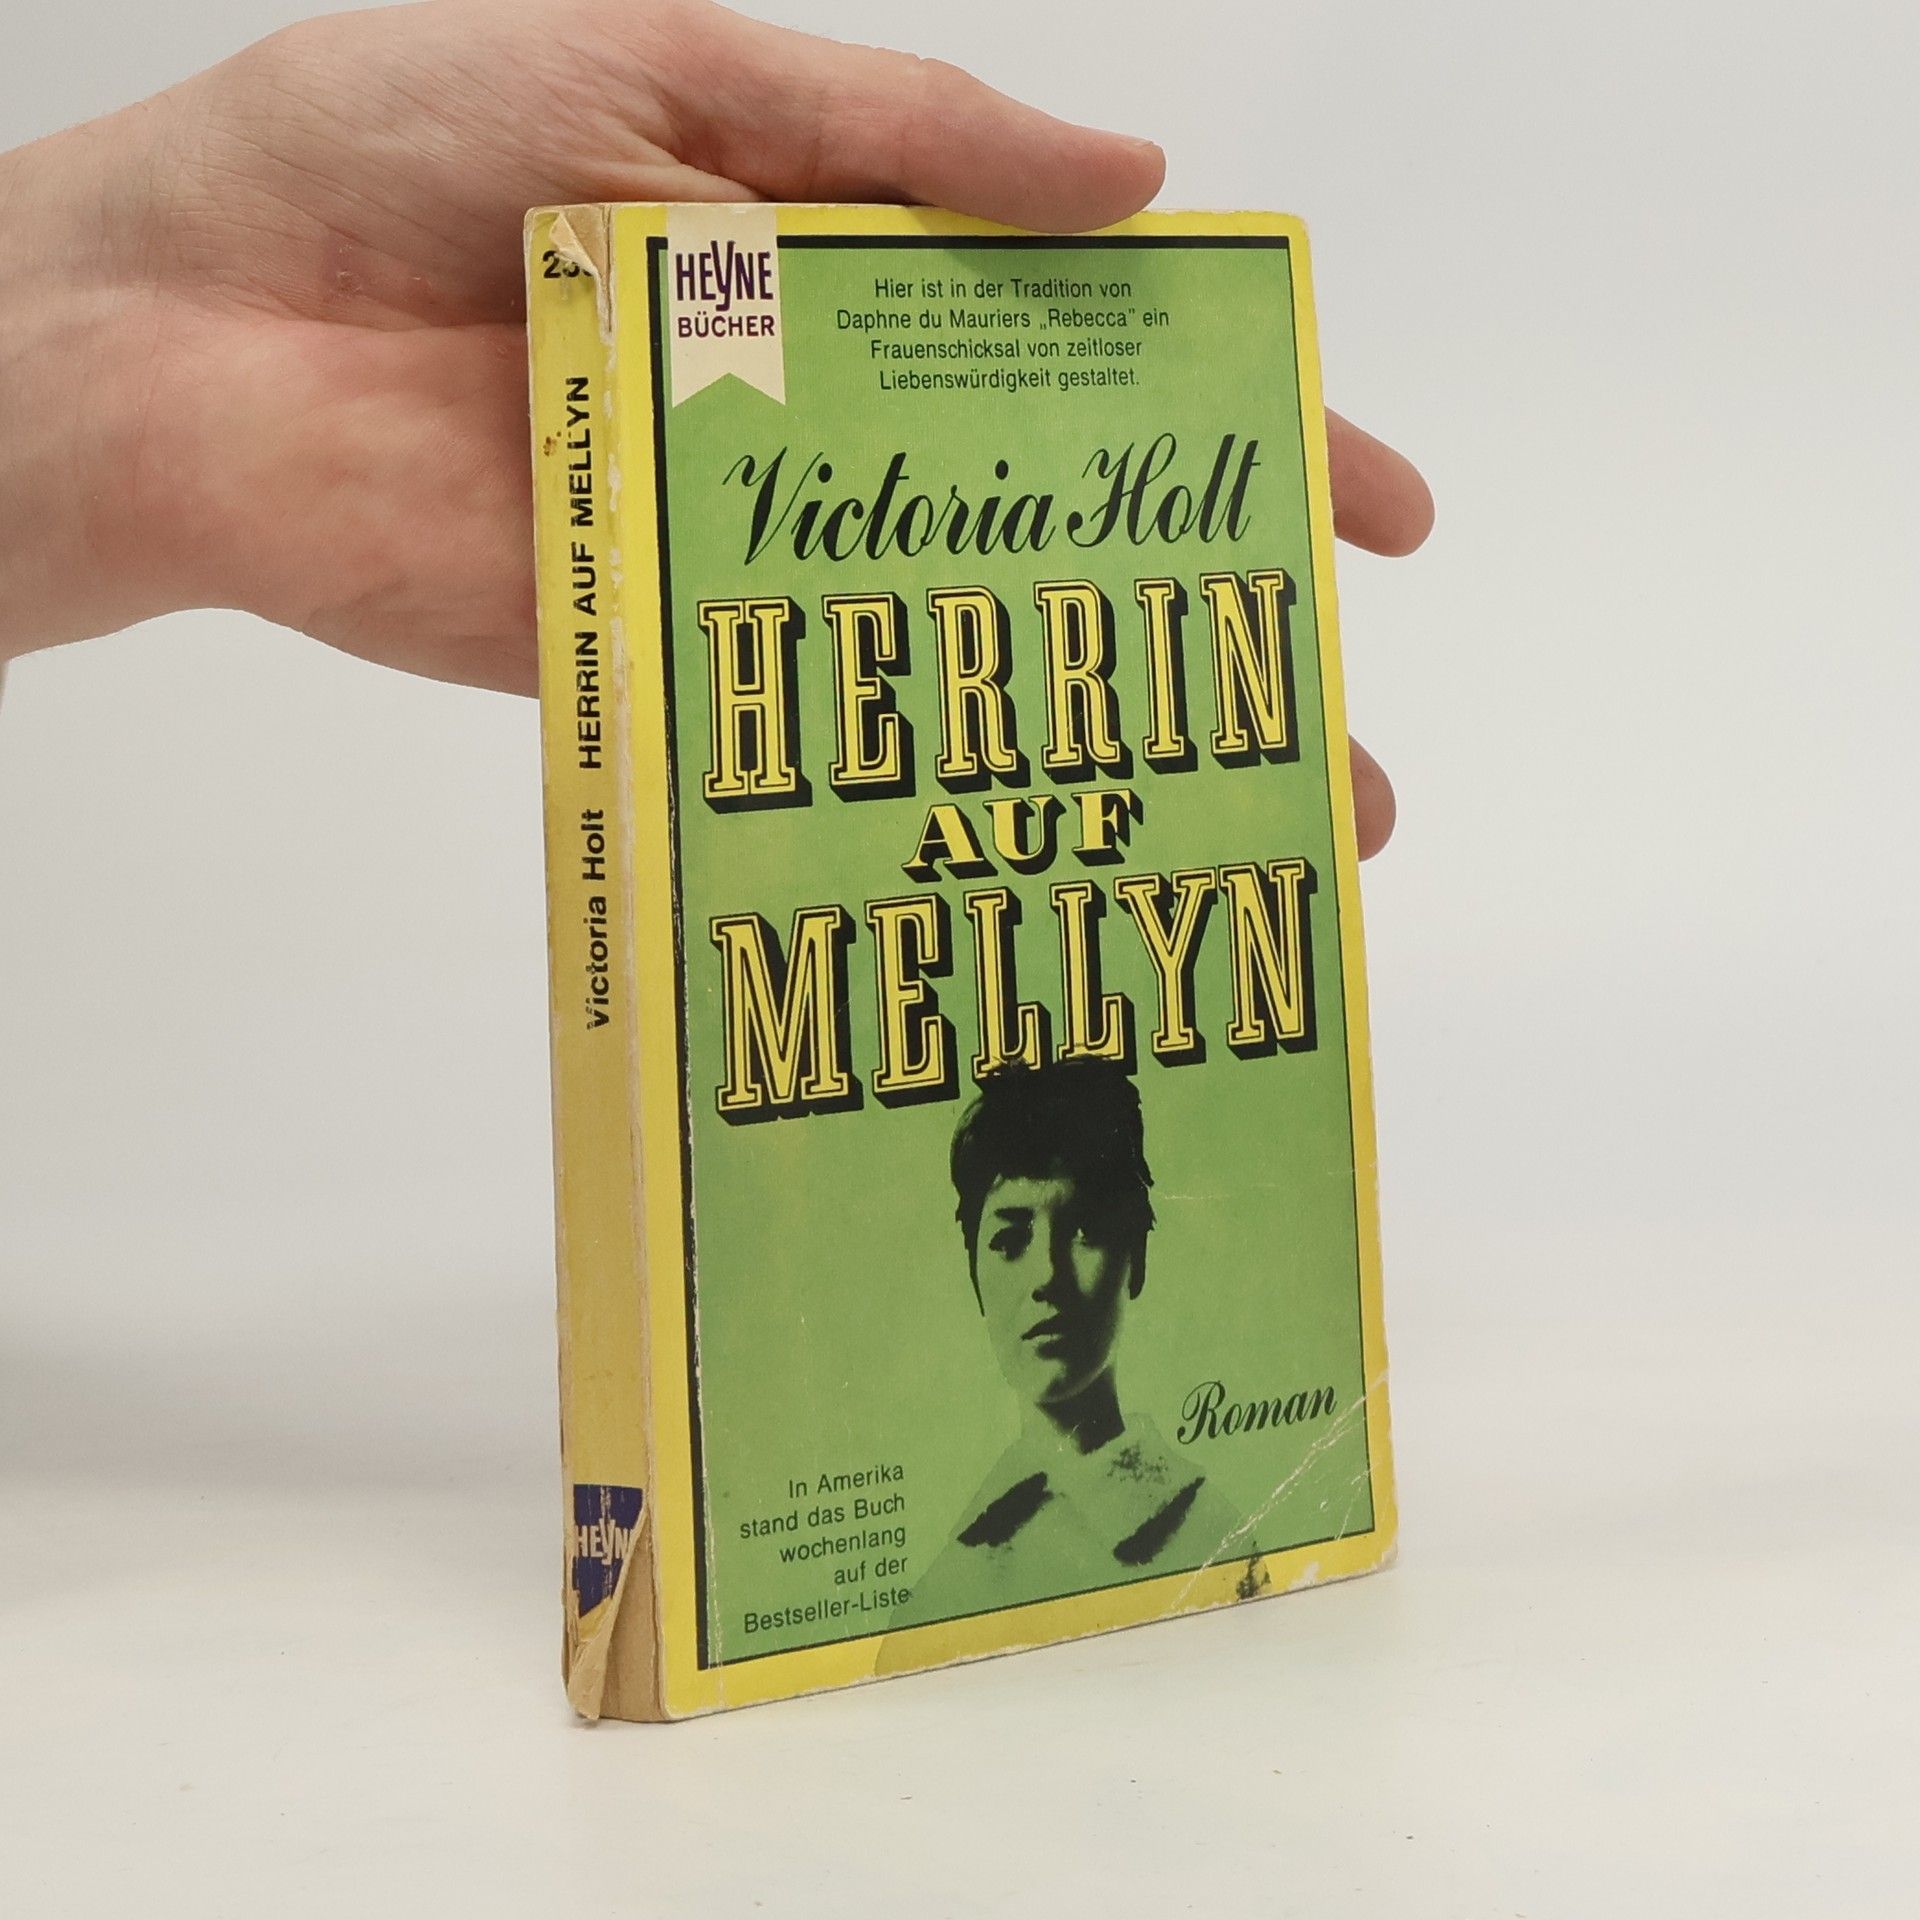 HEYNE
BÜCHER
Hier ist in der Tradition von
Daphne du Mauriers „Rebecca" ein
Frauenschicksal von zeitloser
Liebenswürdigkeit gestaltet.
Victoria Holt
HERRIN
AUF
MELLYN
Roman
In Amerika
stand das Buch
wochenlang
auf der
Bestseller-Liste
Victoria Holt HERRIN AUF MELLYN
HEYNE